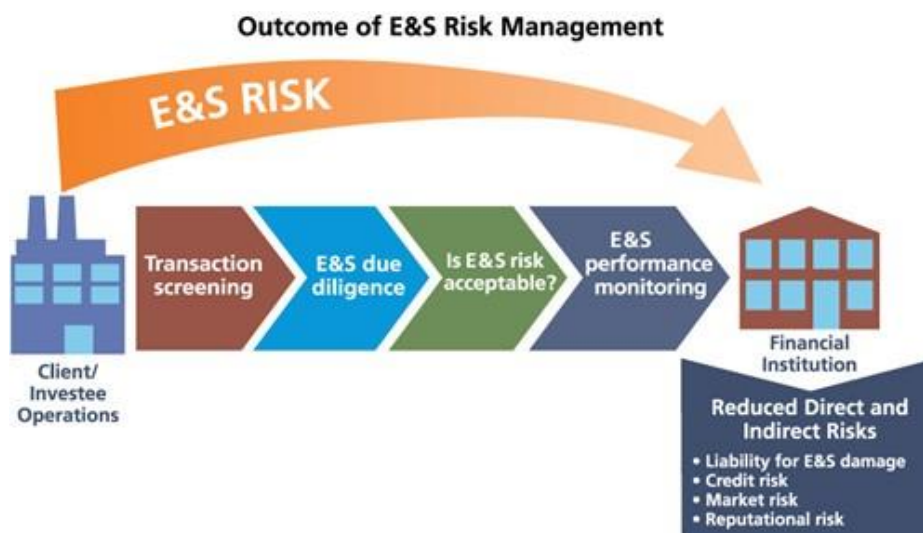 Outcome of E&S Risk Management
E&S RISK
Transaction
screening
E&S due
diligence
Is E&S risk
acceptable?
E&S
performance
monitoring
Client/
Investee
Operations
Financial
Institution
Reduced Direct and
Indirect Risks
• Liability for E&S damage
• Credit risk
• Market risk
• Reputational risk